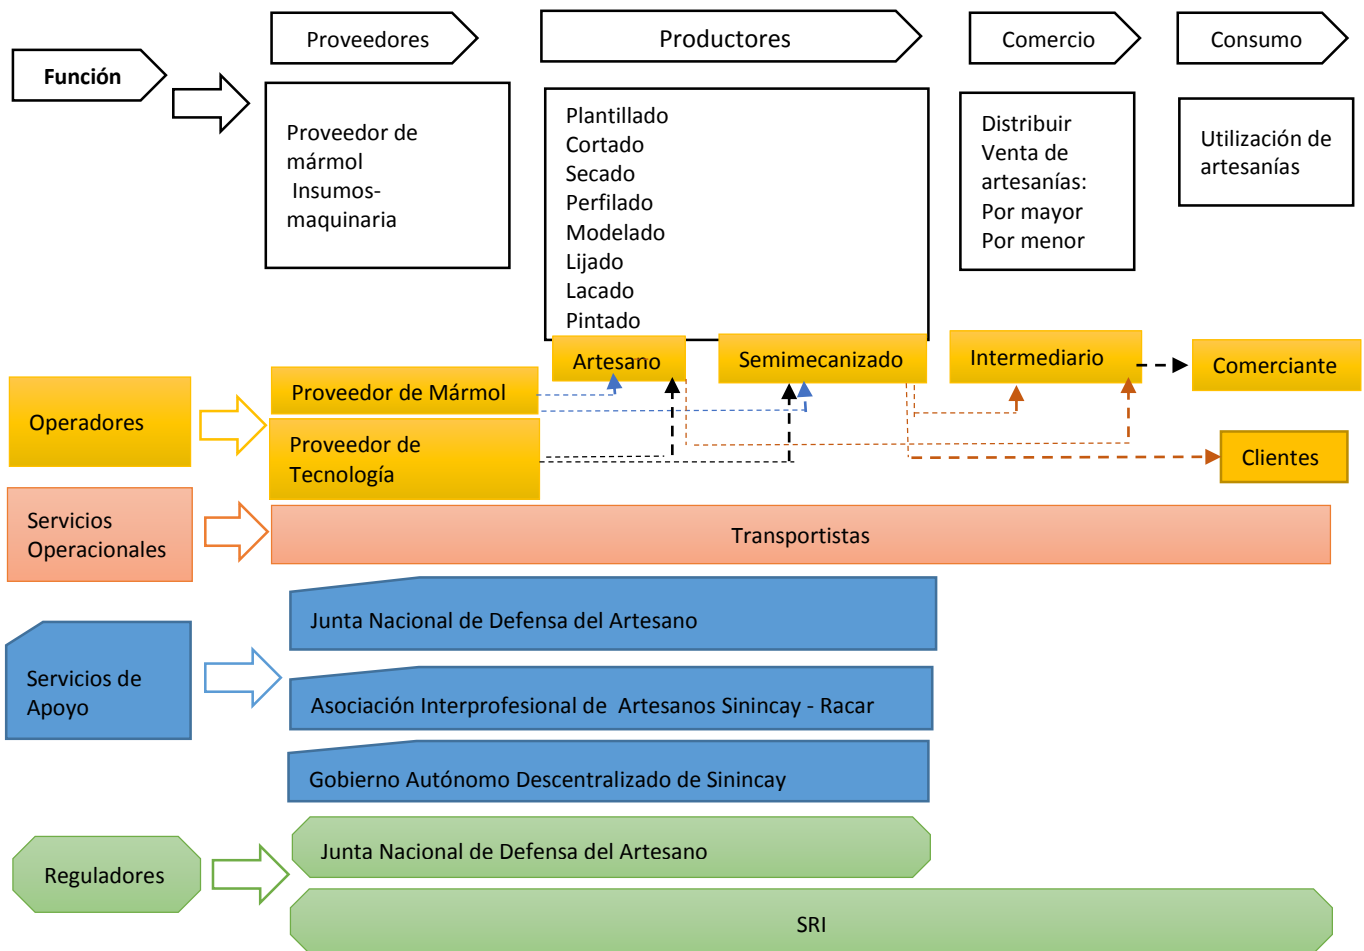 Proveedores
Productores
Comercio
Consumo
Función
Proveedor de
mármol
Insumos-
maquinaria
Plantillado
Cortado
Secado
Perfilado
Modelado
Lijado
Lacado
Pintado
Distribuir
Venta de
artesanías:
Por mayor
Por menor
Utilización de
artesanías
Artesano
Semimecanizado
Intermediario
Comerciante
Operadores
Proveedor de Mármol
Proveedor de
Tecnología
Clientes
Servicios
Operacionales
Transportistas
Servicios de
Apoyo
Junta Nacional de Defensa del Artesano
Asociación Interprofesional de Artesanos Sinincay - Racar
Gobierno Autónomo Descentralizado de Sinincay
Reguladores
Junta Nacional de Defensa del Artesano
SRI